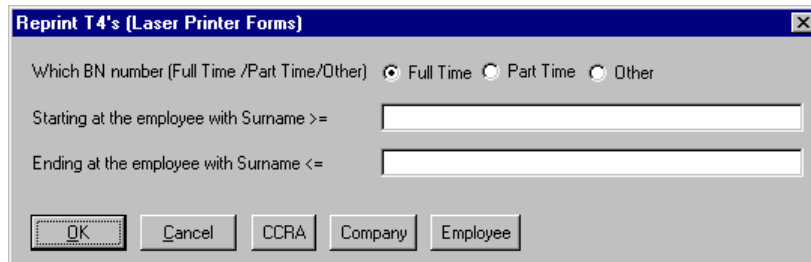 Reprint T4's (Laser Printer Forms)
Which BN number (Full Time /Part Time/Other) Full Time Part Time Other
Starting at the employee with Surname >=
Ending at the employee with Surname <=
OK Cancel CCRA Company Employee